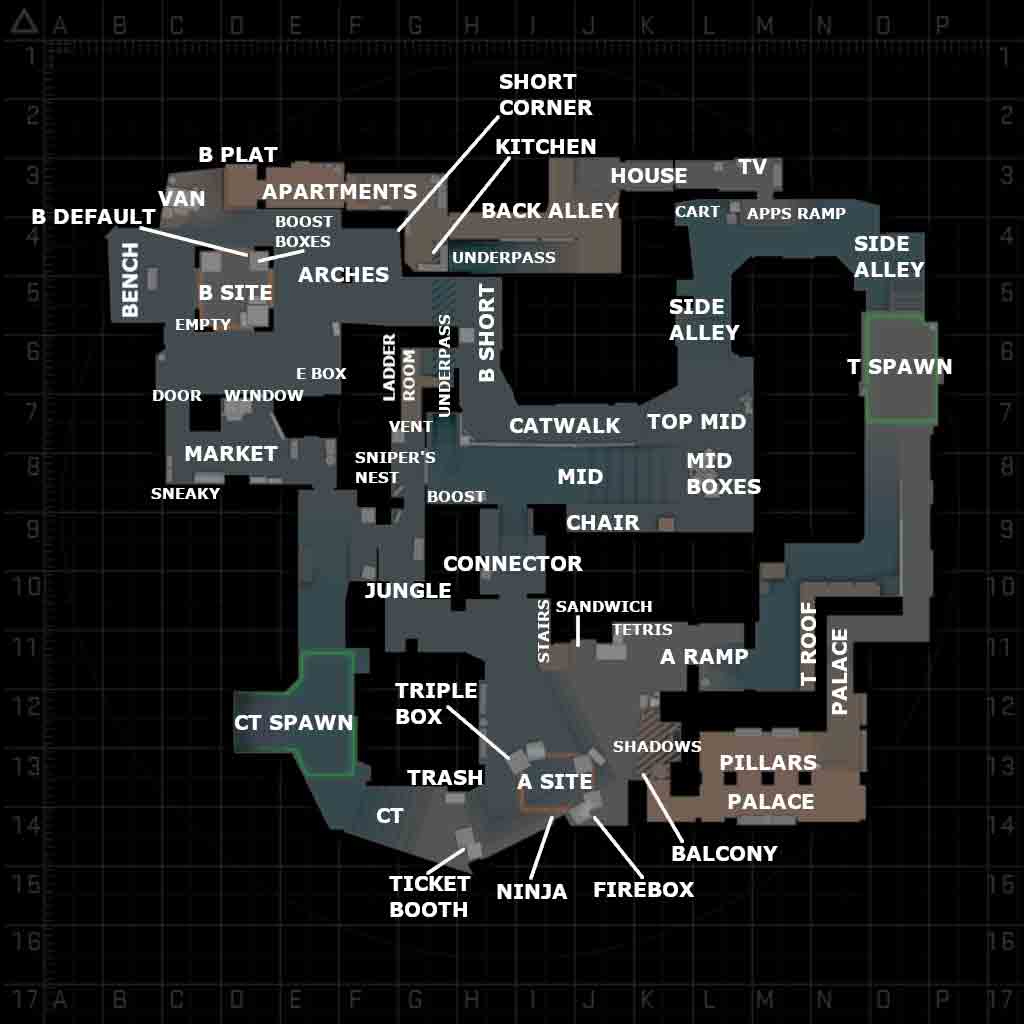 A B C D E F G H I J K L M N O P
1 1
SHORT
CORNER
2 2
KITCHEN
B PLAT
3 3
VAN
APARTMENTS
HOUSE
TV
B DEFAULT
BOOST
BOXES
BACK ALLEY
CART
APPS RAMP
4 4
SIDE
ALLEY
UNDERPASS
ARCHES
BENCH
B SITE
5 5
SIDE
ALLEY
EMPTY
B SHORT
UNDERPASS
LADDER
ROOM
6 6
T SPAWN
E BOX
DOOR
WINDOW
7 7
VENT
CATWALK
TOP MID
MARKET
SNIPER'S
NEST
8 8
MID
MID
BOXES
SNEAKY
BOOST
9 9
CHAIR
CONNECTOR
10 10
JUNGLE
STAIRS
SANDWICH
TETRIS
11 11
A RAMP
T ROOF
PALACE
TRIPLE
BOX
12 12
CT SPAWN
SHADOWS
13 13
PILLARS
TRASH
A SITE
PALACE
CT
14 14
BALCONY
15 15
TICKET
BOOTH
NINJA
FIREBOX
16 16
17 A B C D E F G H I J K L M N O P 17